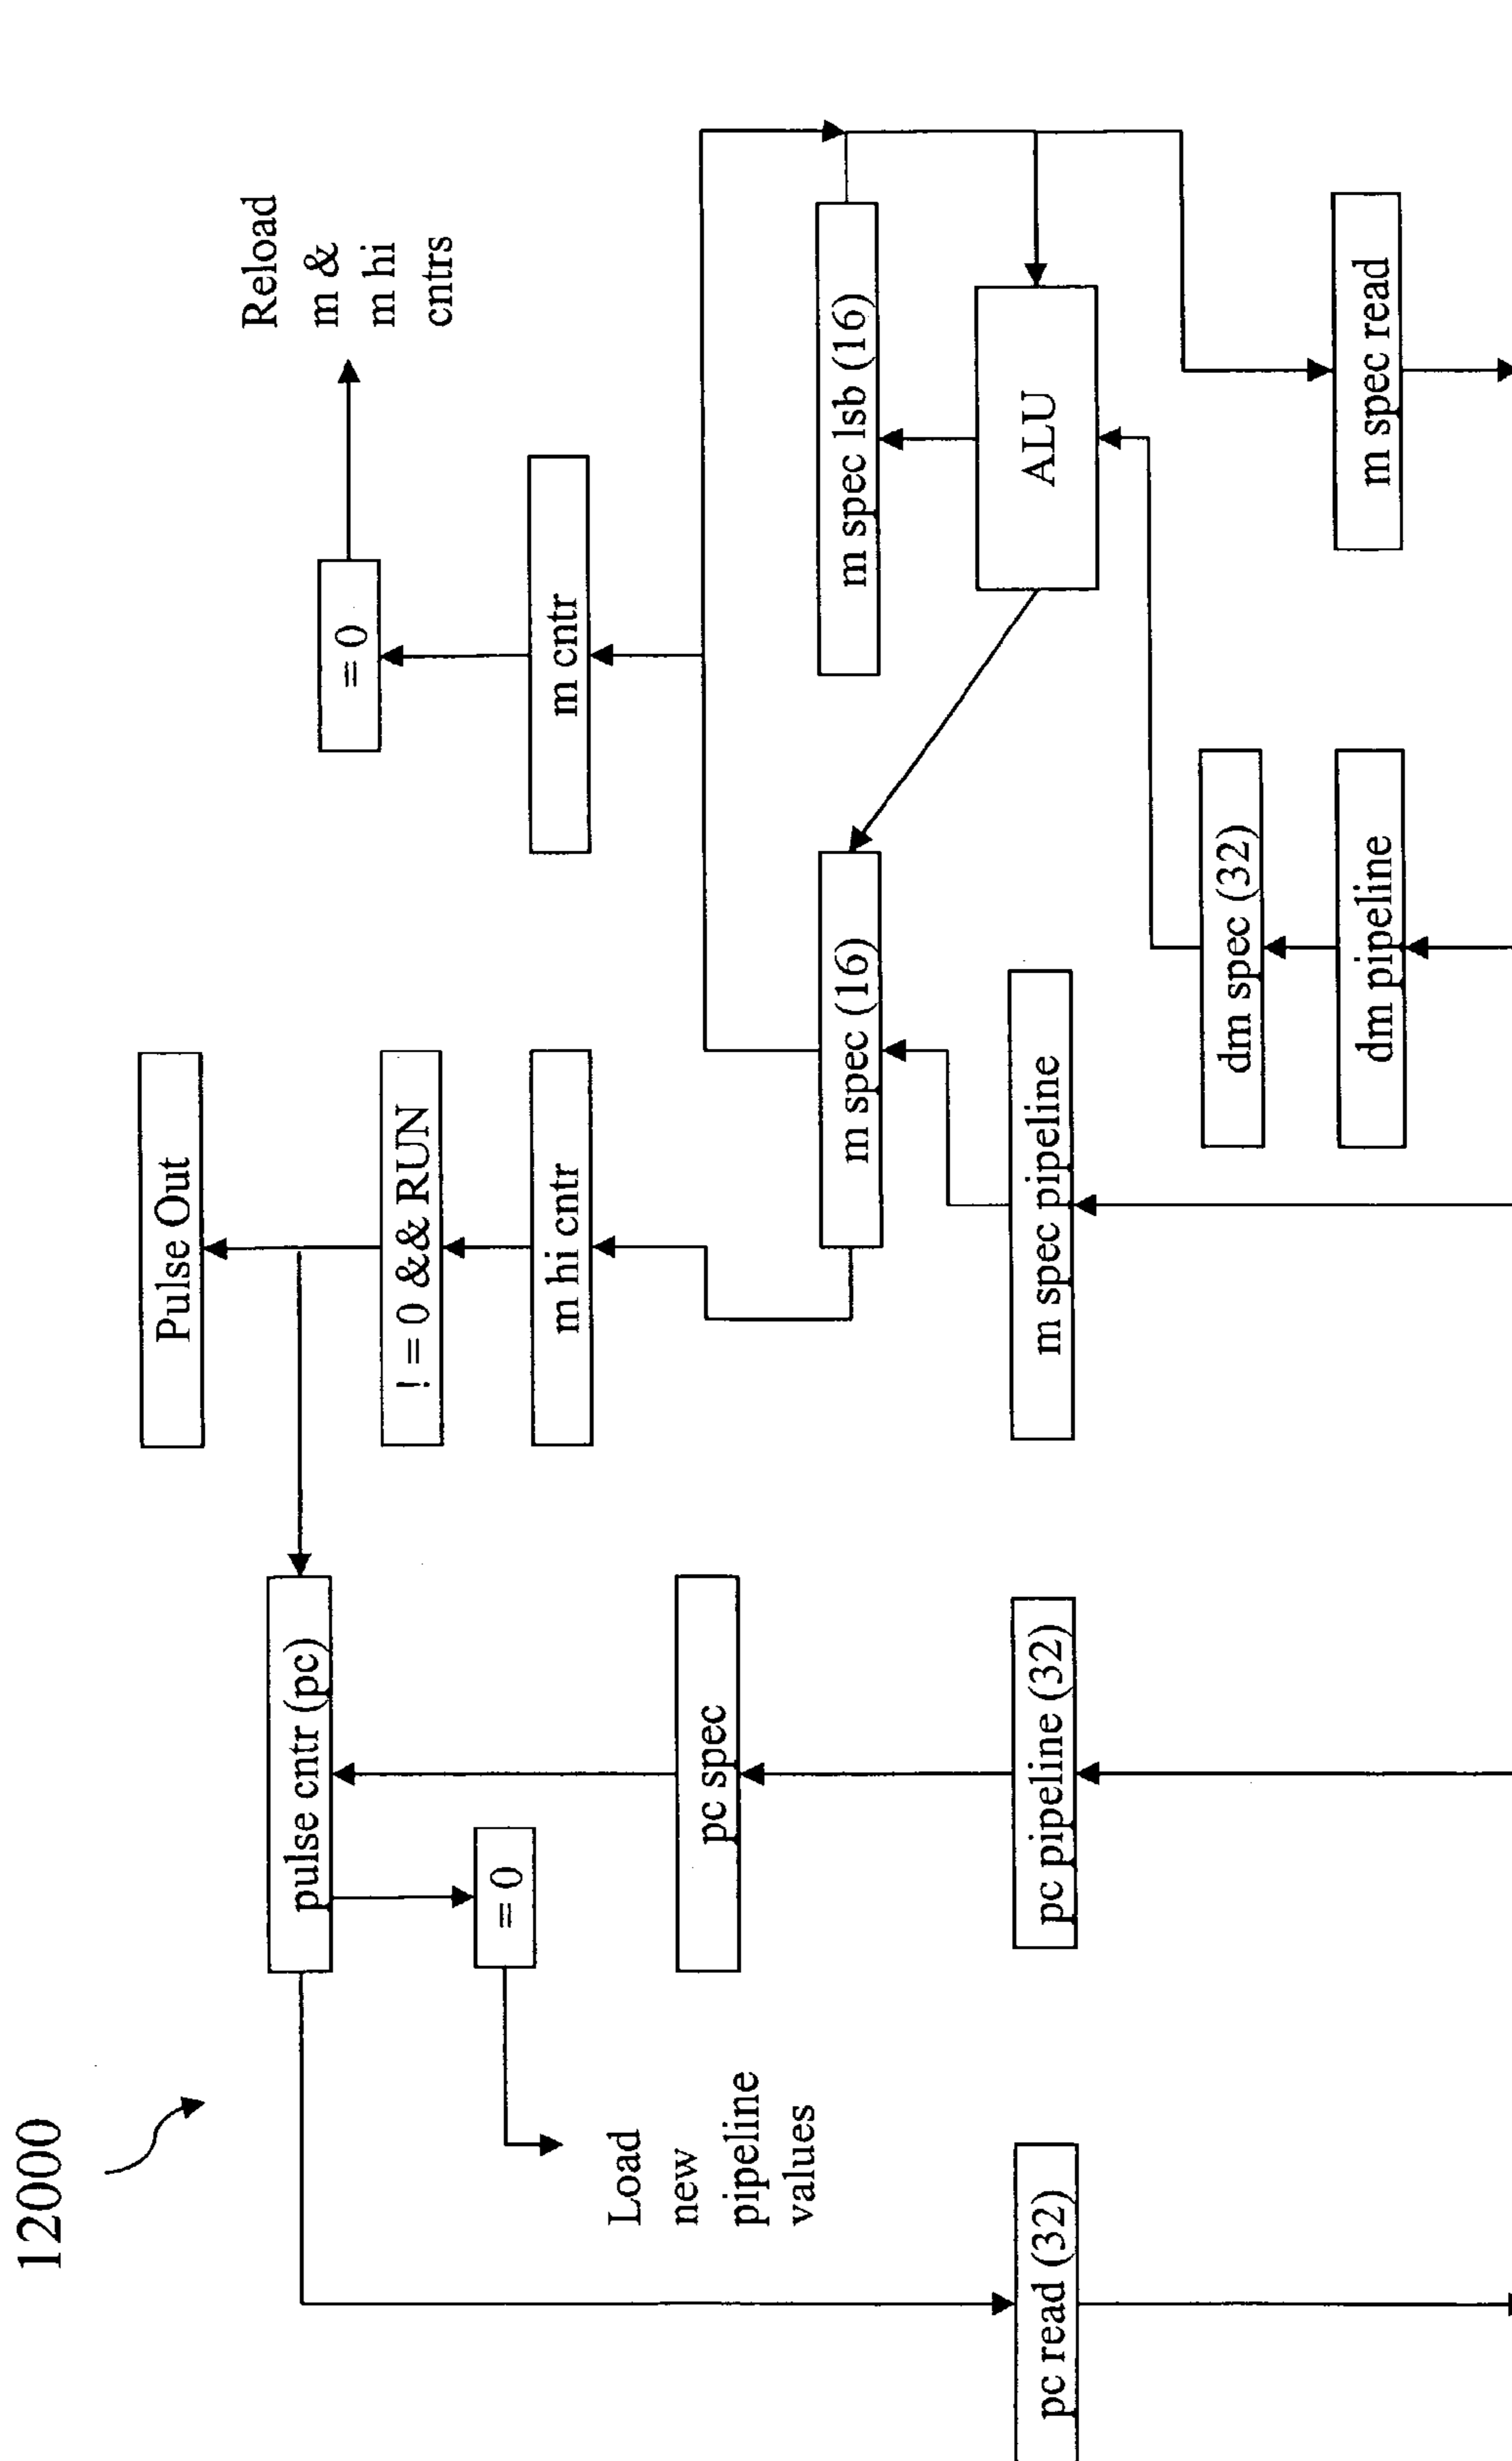 12000
Pulse Out
pulse cntr (pc)
! = 0 && RUN
= 0
Reload
m &
m hi
cntrs
= 0
m hi cntr
m cntr
Load
new
pipeline
values
pc spec
m spec (16)
m spec lsb (16)
pc read (32)
pc pipeline (32)
m spec pipeline
ALU
dm spec (32)
dm pipeline
m spec read